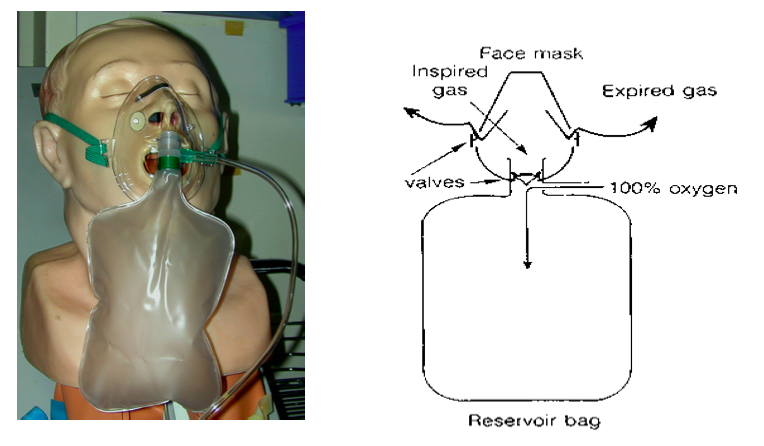 Face mask
Inspired
gas
Expired gas
valves
100% oxygen
Reservoir bag